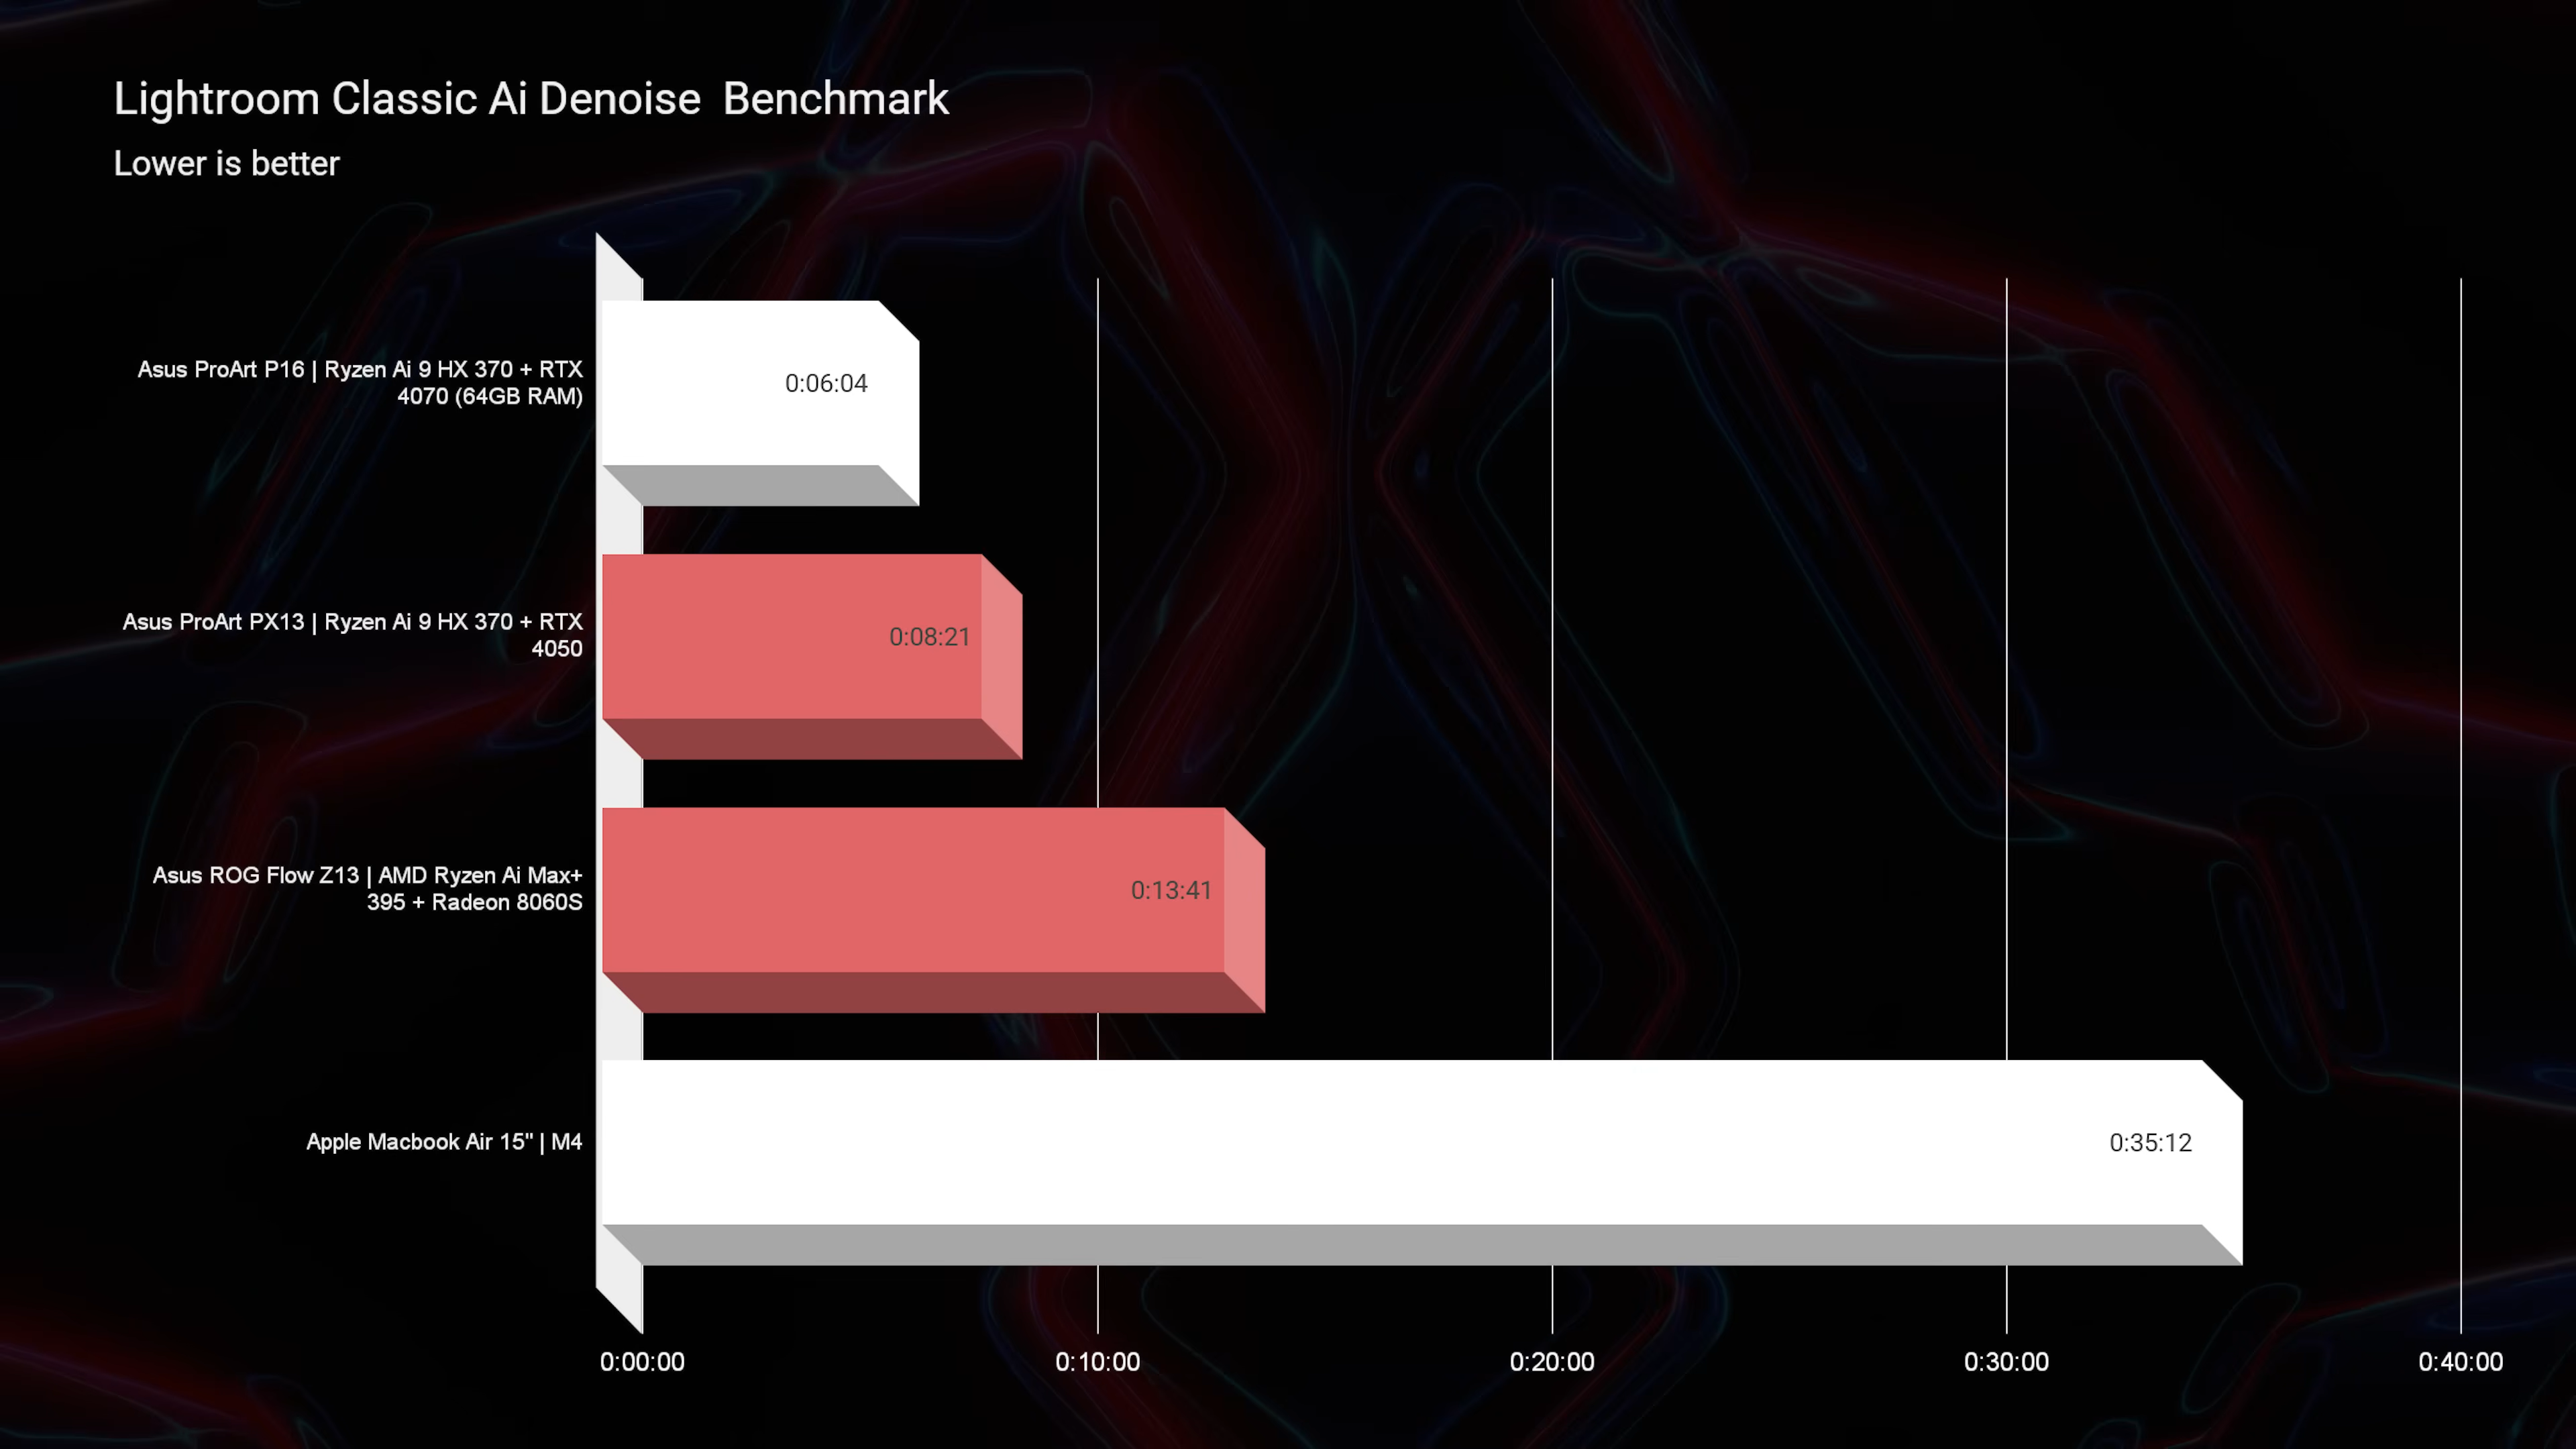 Lightroom Classic Ai Denoise  Benchmark
Lower is better
Asus ProArt P16 | Ryzen Ai 9 HX 370 + RTX
4070 (64GB RAM)
0:06:04
Asus ProArt PX13 | Ryzen Ai 9 HX 370 + RTX
4050
0:08:21
Asus ROG Flow Z13 | AMD Ryzen Ai Max+
395 + Radeon 8060S
0:13:41
Apple Macbook Air 15" | M4
0:35:12
0:00:00
0:10:00
0:20:00
0:30:00
0:40:00